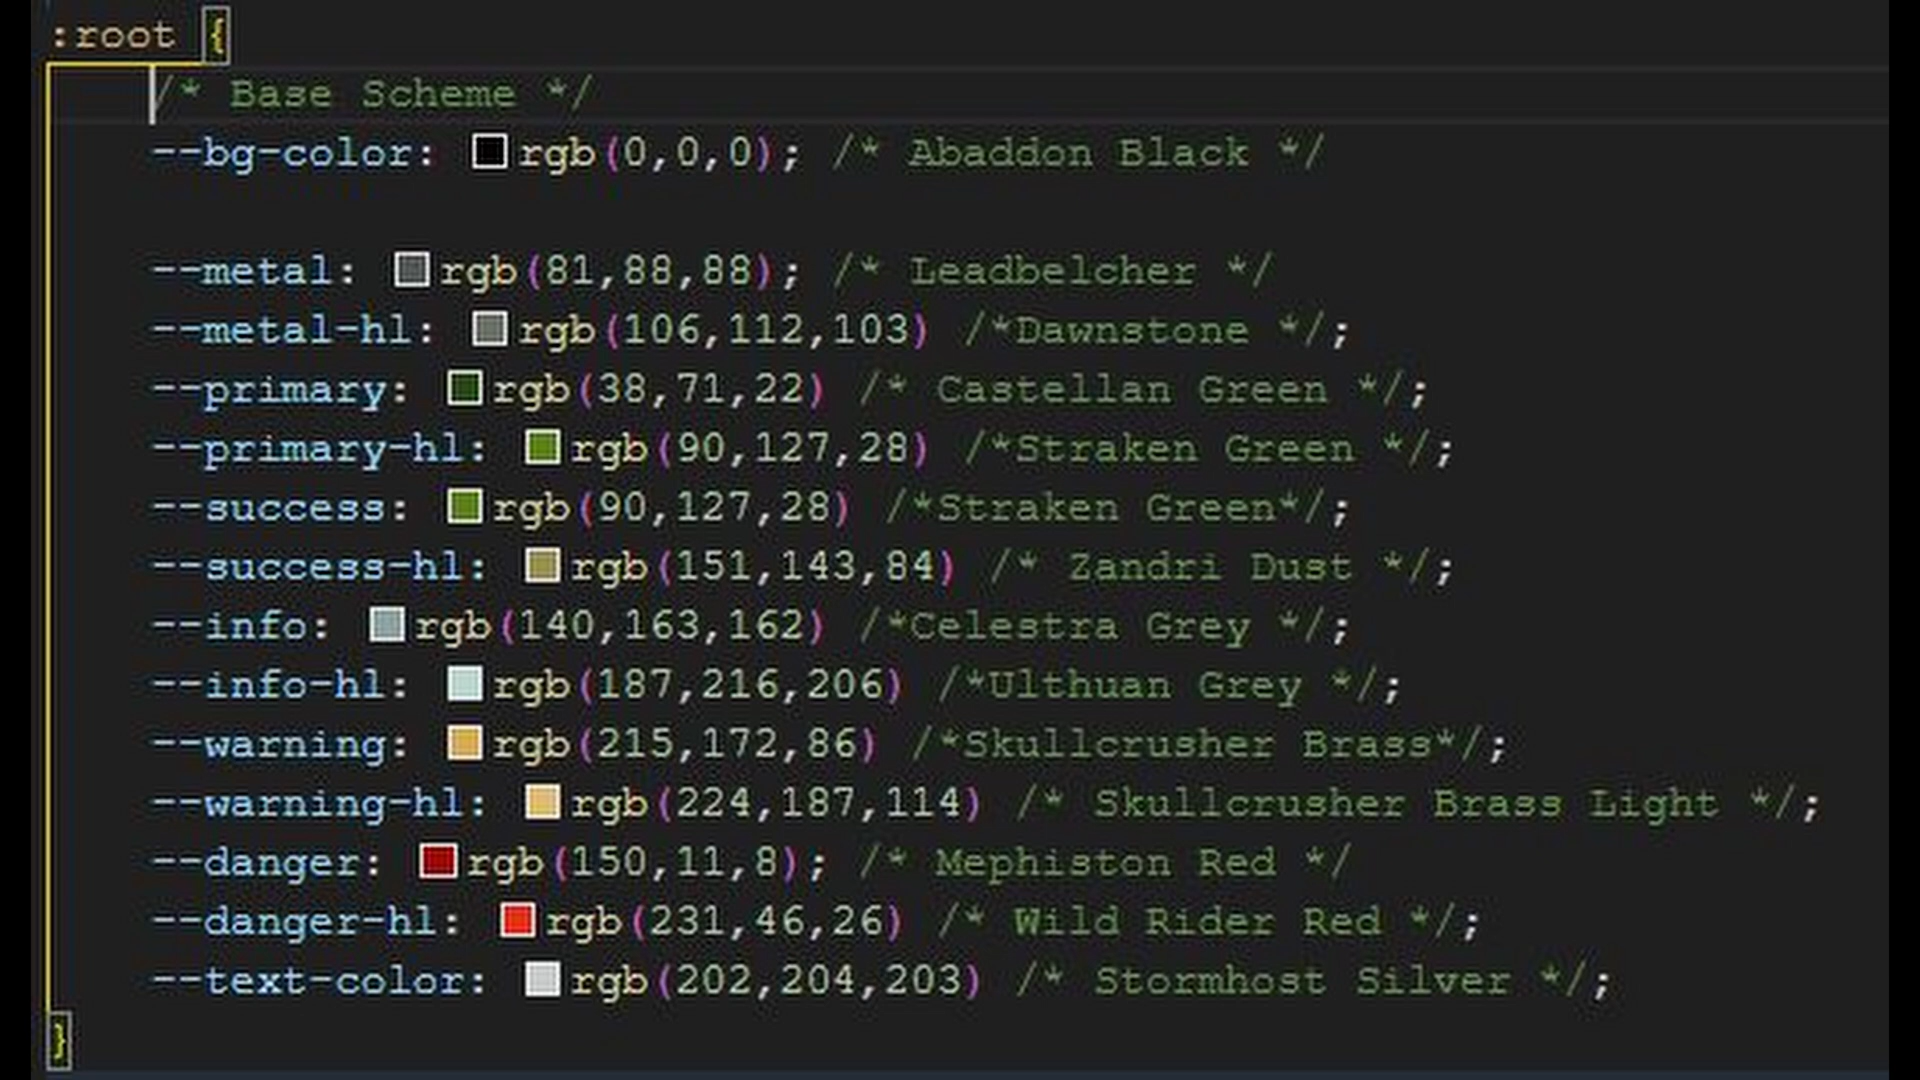 :root {
/* Base Scheme */
--bg-color: rgb(0,0,0); /* Abaddon Black */
--metal: rgb(81,88,88); /* Leadbelcher */
--metal-hl: rgb(106,112,103) /*Dawnstone */;
--primary: rgb(38,71,22) /* Castellan Green */;
--primary-hl: rgb(90,127,28) /*Straken Green */;
--success: rgb(90,127,28) /*Straken Green*/;
--success-hl: rgb(151,143,84) /* Zandri Dust */;
--info: rgb(140,163,162) /*Celestra Grey */;
--info-hl: rgb(187,216,206) /*Ulthuan Grey */;
--warning: rgb(215,172,86) /*Skullcrusher Brass*/;
--warning-hl: rgb(224,187,114) /* Skullcrusher Brass Light */;
--danger: rgb(150,11,8); /* Mephiston Red */
--danger-hl: rgb(231,46,26) /* Wild Rider Red */;
--text-color: rgb(202,204,203) /* Stormhost Silver */;
}